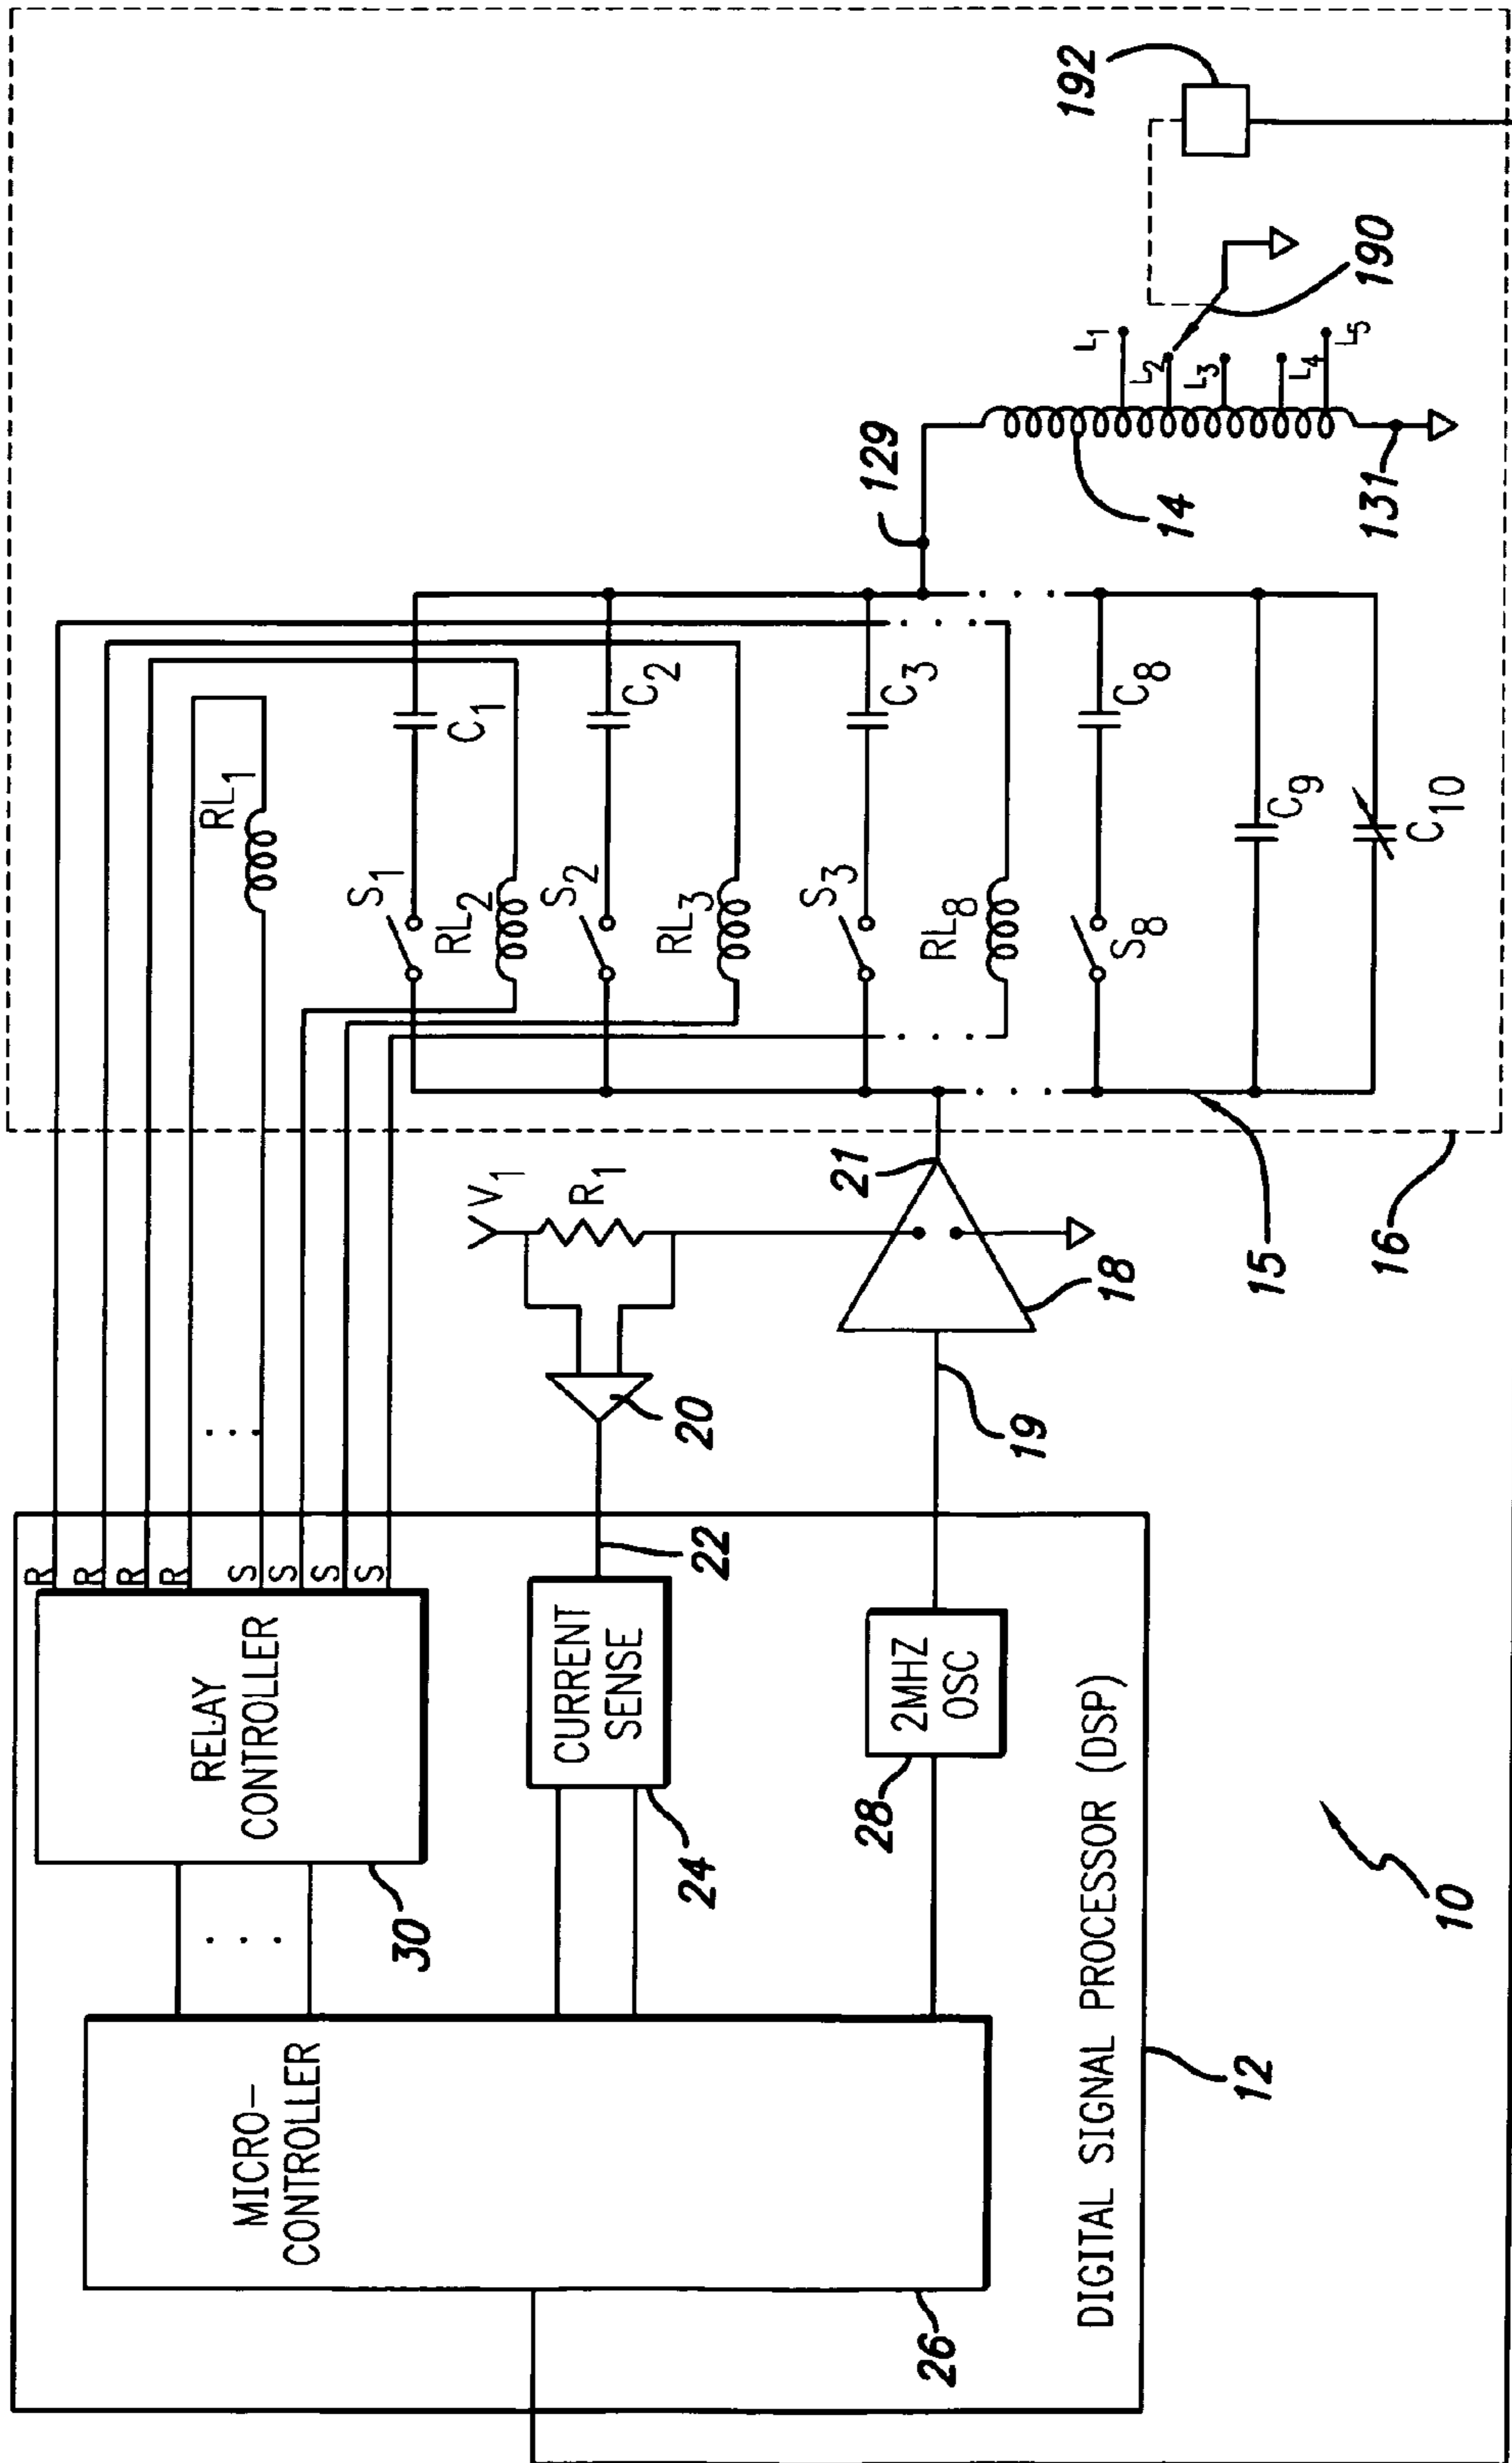 MICRO-
CONTROLLER
26
RELAY
CONTROLLER
30
R
R
R
R
S
S
S
S
CURRENT
SENSE
24
22
2MHZ
OSC
28
DIGITAL SIGNAL PROCESSOR (DSP)
12
10
20
V1
R1
19
18
21
15
16
RL1
S1
C1
RL2
S2
C2
RL3
S3
C3
RL8
S8
C8
C9
C10
129
14
131
L1
L2
L3
L4
L5
190
192